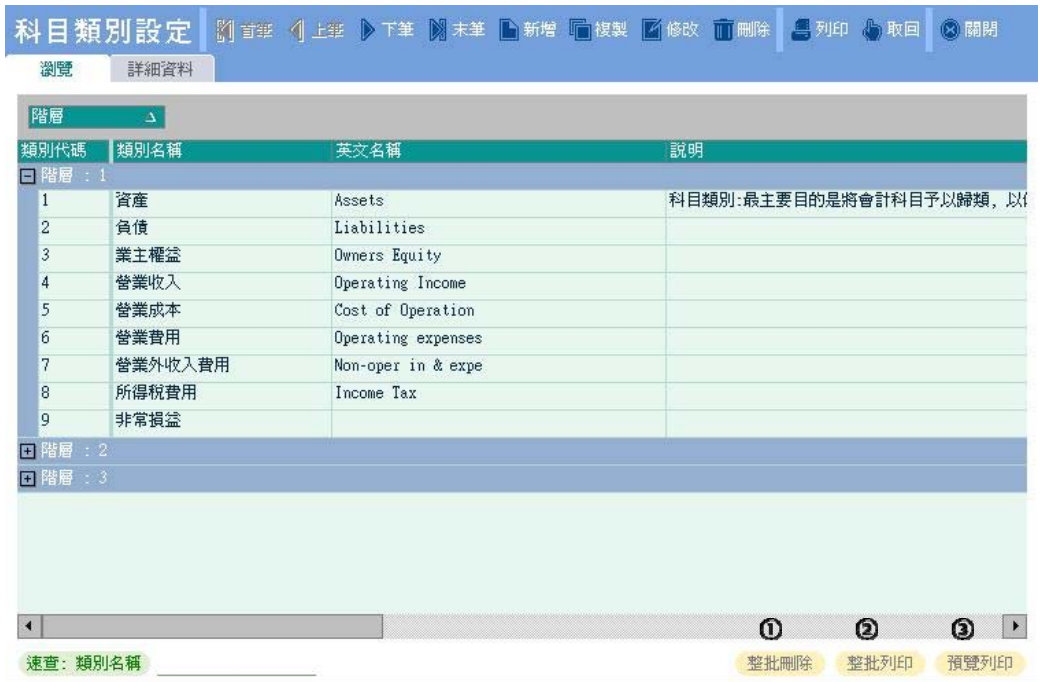 科目類別設定 首筆 上筆 下筆 末筆 新增 複製 修改 刪除 列印 取回 關閉
瀏覽 詳細資料
階層
類別代碼 類別名稱 英文名稱 說明
階層 : 1
1 資產 Assets 科目類別:最主要目的是將會計科目予以歸類, 以
2 負債 Liabilities
3 業主權益 Owners Equity
4 營業收入 Operating Income
5 營業成本 Cost of Operation
6 營業費用 Operating expenses
7 營業外收入費用 Non-oper in & expe
8 所得稅費用 Income Tax
9 非常損益
階層 : 2
階層 : 3
① ② ③
速查: 類別名稱 整批刪除 整批列印 預覽列印